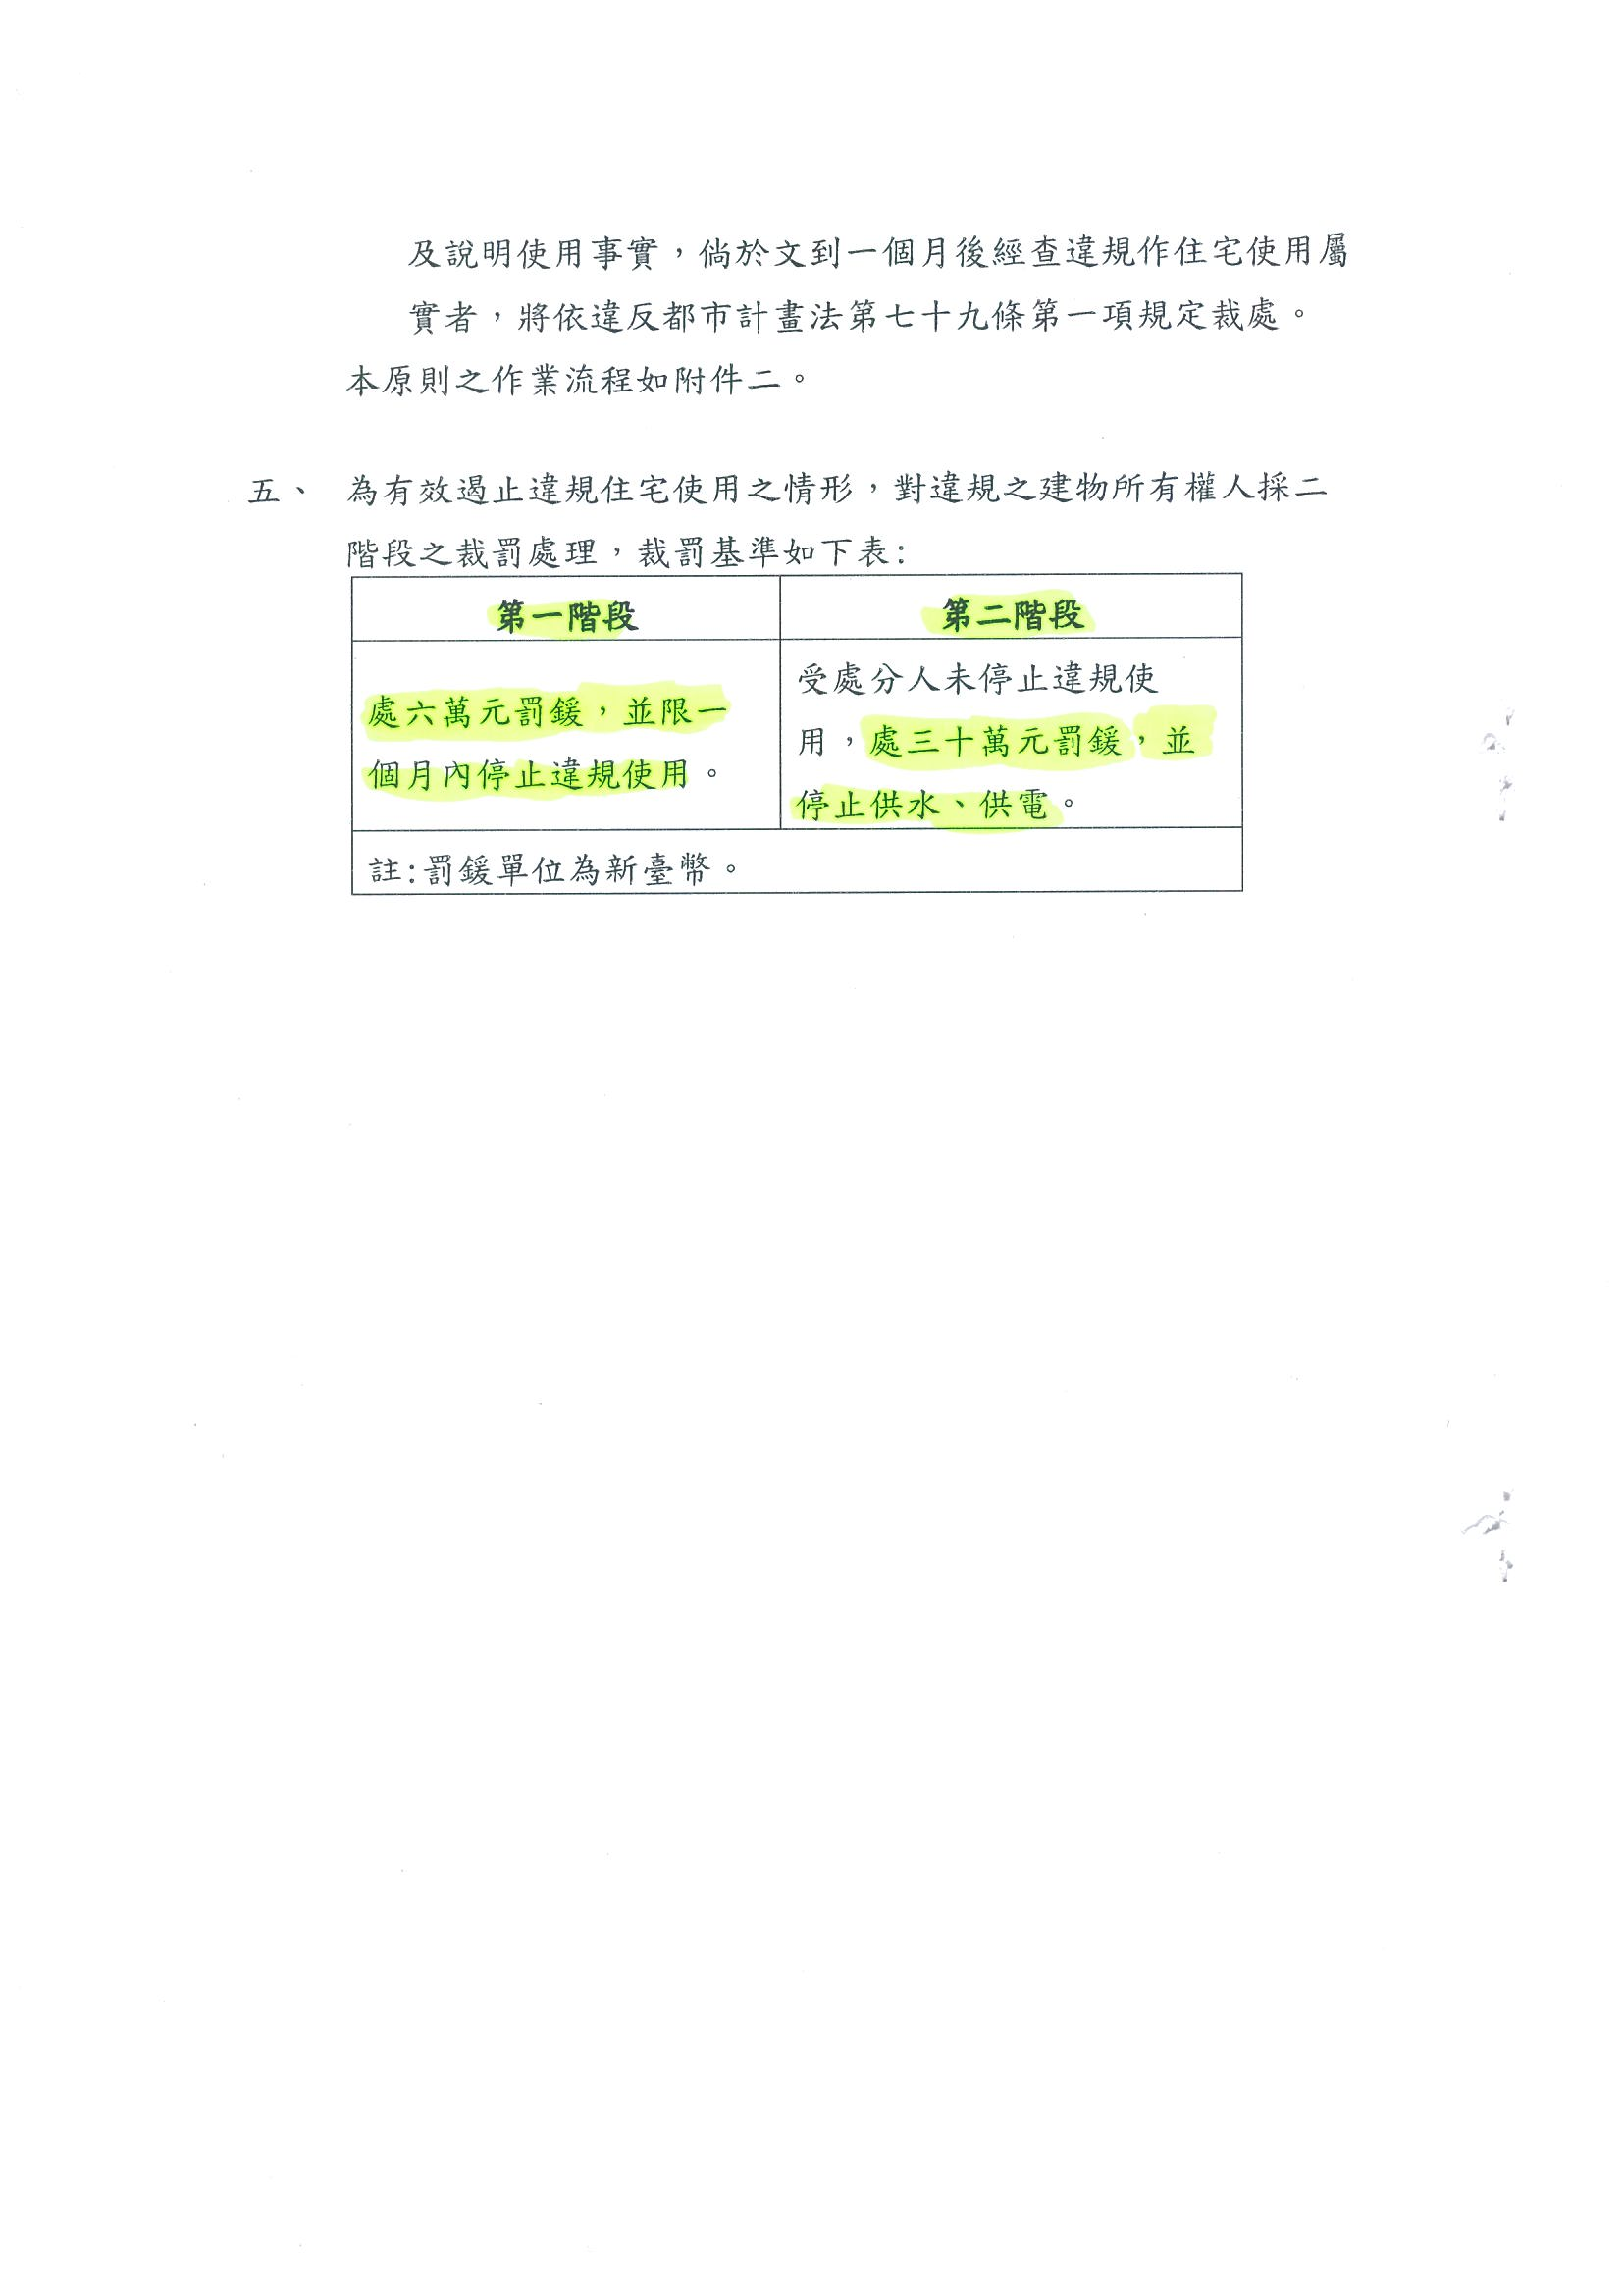 及說明使用事實，倘於文到一個月後經查違規作住宅使用屬
實者，將依違反都市計畫法第七十九條第一項規定裁處。
本原則之作業流程如附件二。
五、 為有效遏止違規住宅使用之情形，對違規之建物所有權人採二
階段之裁罰處理，裁罰基準如下表:
第一階段
第二階段
處六萬元罰鍰，並限一
個月內停止違規使用。
受處分人未停止違規使
用，處三十萬元罰鍰，並
停止供水、供電。
註:罰鍰單位為新臺幣。